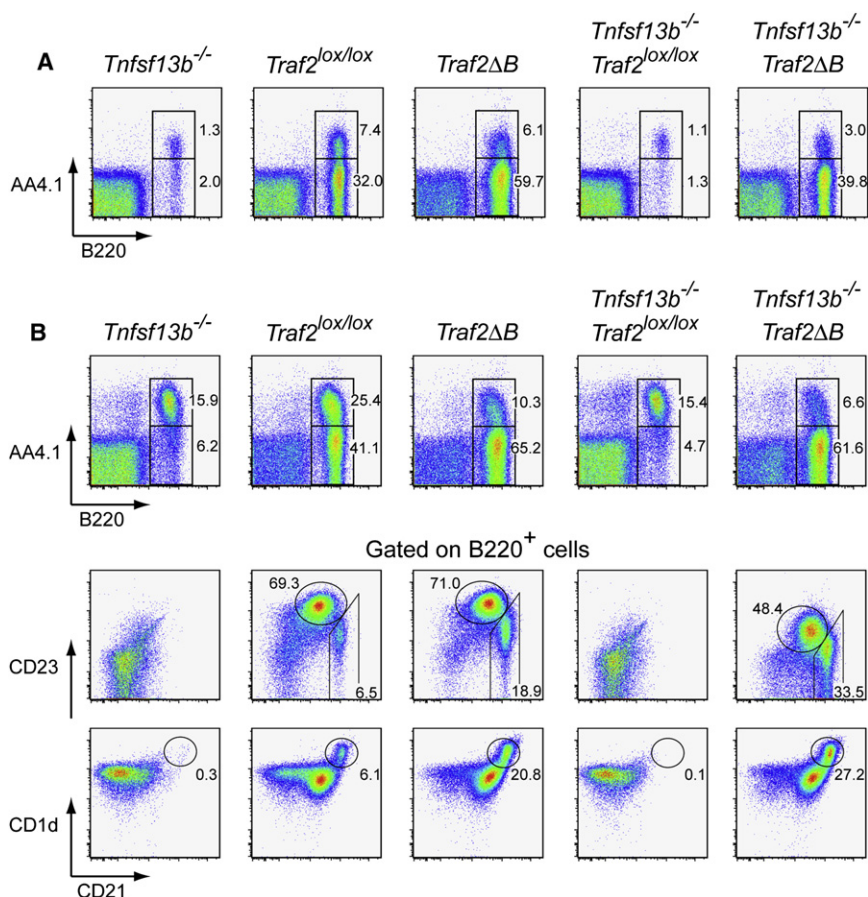 A
Tnfsf13b-/-
Traf2lox/lox
Traf2ΔB
Tnfsf13b-/-
Traf2lox/lox
Tnfsf13b-/-
Traf2ΔB
AA4.1
B220
1.3
2.0
7.4
32.0
6.1
59.7
1.1
1.3
3.0
39.8
B
Tnfsf13b-/-
Traf2lox/lox
Traf2ΔB
Tnfsf13b-/-
Traf2lox/lox
Tnfsf13b-/-
Traf2ΔB
AA4.1
B220
15.9
6.2
25.4
41.1
10.3
65.2
15.4
4.7
6.6
61.6
Gated on B220+ cells
CD23
69.3
6.5
71.0
18.9
48.4
33.5
CD1d
CD21
0.3
6.1
20.8
0.1
27.2